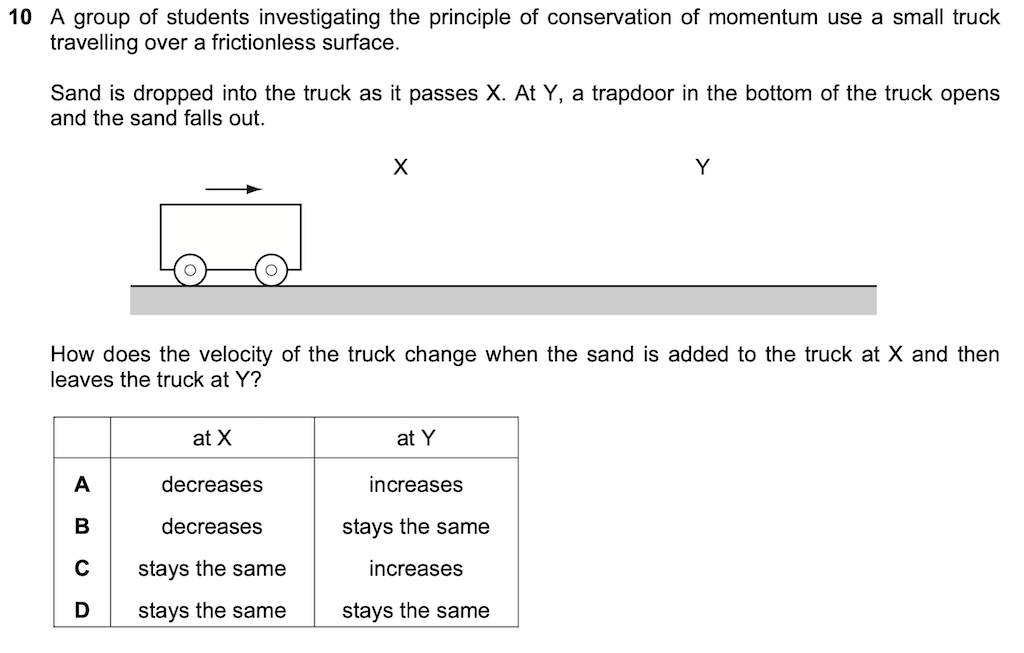 10 A group of students investigating the principle of conservation of momentum use a small truck
travelling over a frictionless surface.
Sand is dropped into the truck as it passes X. At Y, a trapdoor in the bottom of the truck opens
and the sand falls out.
X Y
How does the velocity of the truck change when the sand is added to the truck at X and then
leaves the truck at Y?
at X at Y
A decreases increases
B decreases stays the same
C stays the same increases
D stays the same stays the same